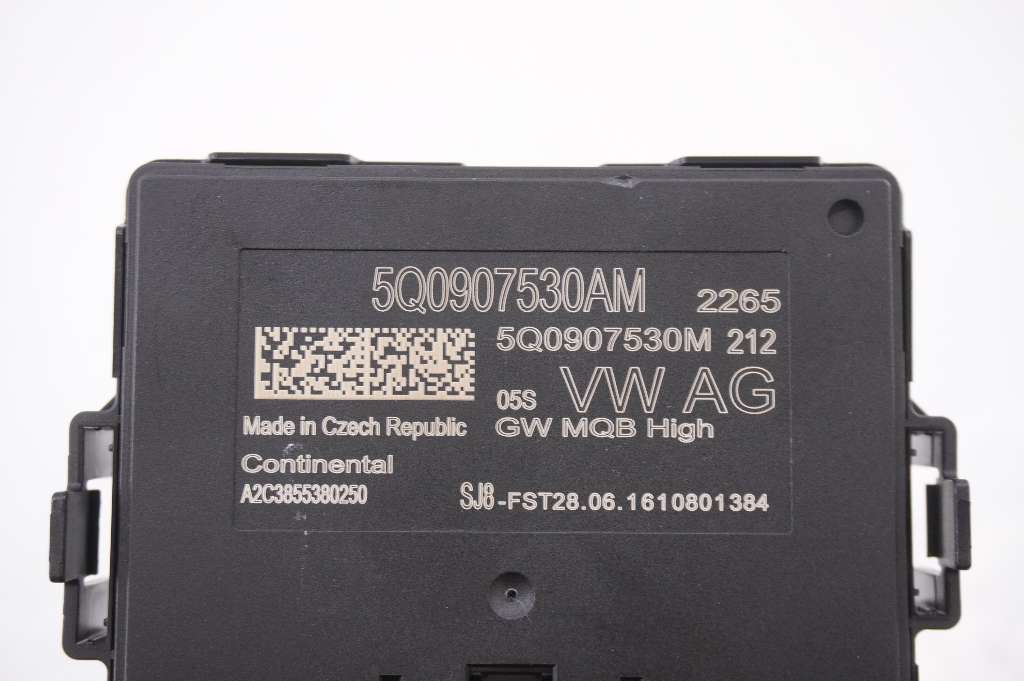 5Q0907530AM 2265
5Q0907530M 212
05S VW AG
Made in Czech Republic GW MQB High
Continental
A2C3855380250 SJ8-FST28.06.1610801384